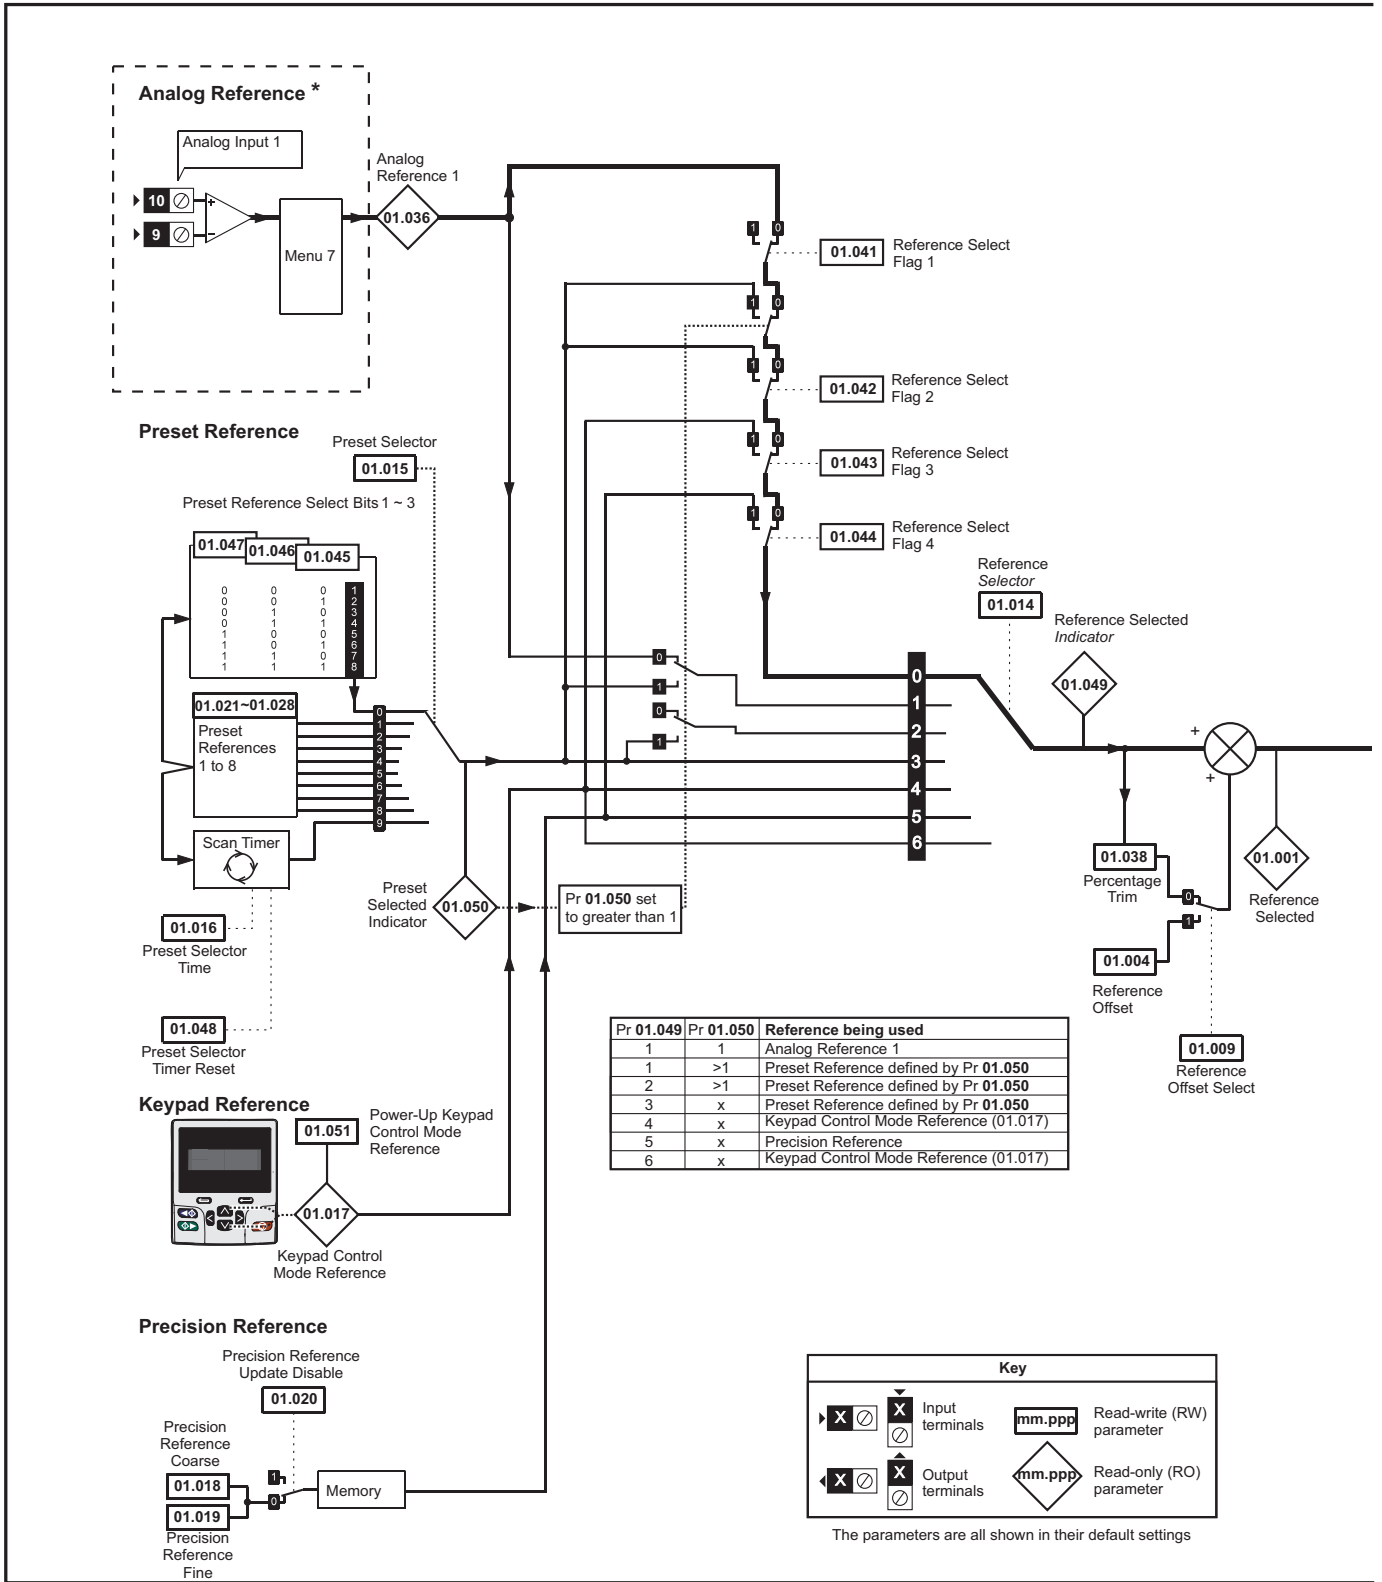 Analog Reference *
Analog Input 1
10
+
9
−
Menu 7
Analog
Reference 1
01.036
1 0
01.041
Reference Select
Flag 1
1 0
1 0
01.042
Reference Select
Flag 2
1 0
01.043
Reference Select
Flag 3
1 0
01.044
Reference Select
Flag 4
Preset Reference
Preset Selector
01.015
Preset Reference Select Bits 1 ~ 3
01.047
01.046
01.045
0 0 0 1
0 0 1 2
0 1 0 3
0 1 1 4
1 0 0 5
1 0 1 6
1 1 0 7
1 1 1 8
01.021~01.028
Preset
References
1 to 8
0
1
2
3
4
5
6
7
8
9
Scan Timer
01.016
Preset Selector
Time
01.048
Preset Selector
Timer Reset
Preset
Selected
Indicator
01.050
Pr 01.050 set
to greater than 1
0
1
0
1
0
1
2
3
4
5
6
Reference
Selector
01.014
Reference Selected
Indicator
01.049
+
+
01.038
Percentage
Trim
0
1
01.004
Reference
Offset
01.001
Reference
Selected
01.009
Reference
Offset Select
Pr 01.049 Pr 01.050 Reference being used
1 1 Analog Reference 1
1 >1 Preset Reference defined by Pr 01.050
2 >1 Preset Reference defined by Pr 01.050
3 x Preset Reference defined by Pr 01.050
4 x Keypad Control Mode Reference (01.017)
5 x Precision Reference
6 x Keypad Control Mode Reference (01.017)
Keypad Reference
01.051
Power-Up Keypad
Control Mode
Reference
01.017
Keypad Control
Mode Reference
Precision Reference
Precision Reference
Update Disable
01.020
Precision
Reference
Coarse
01.018
01.019
Precision
Reference
Fine
1
0
Memory
Key
X
X
Input
terminals
mm.ppp
Read-write (RW)
parameter
X
X
Output
terminals
mm.ppp
Read-only (RO)
parameter
The parameters are all shown in their default settings